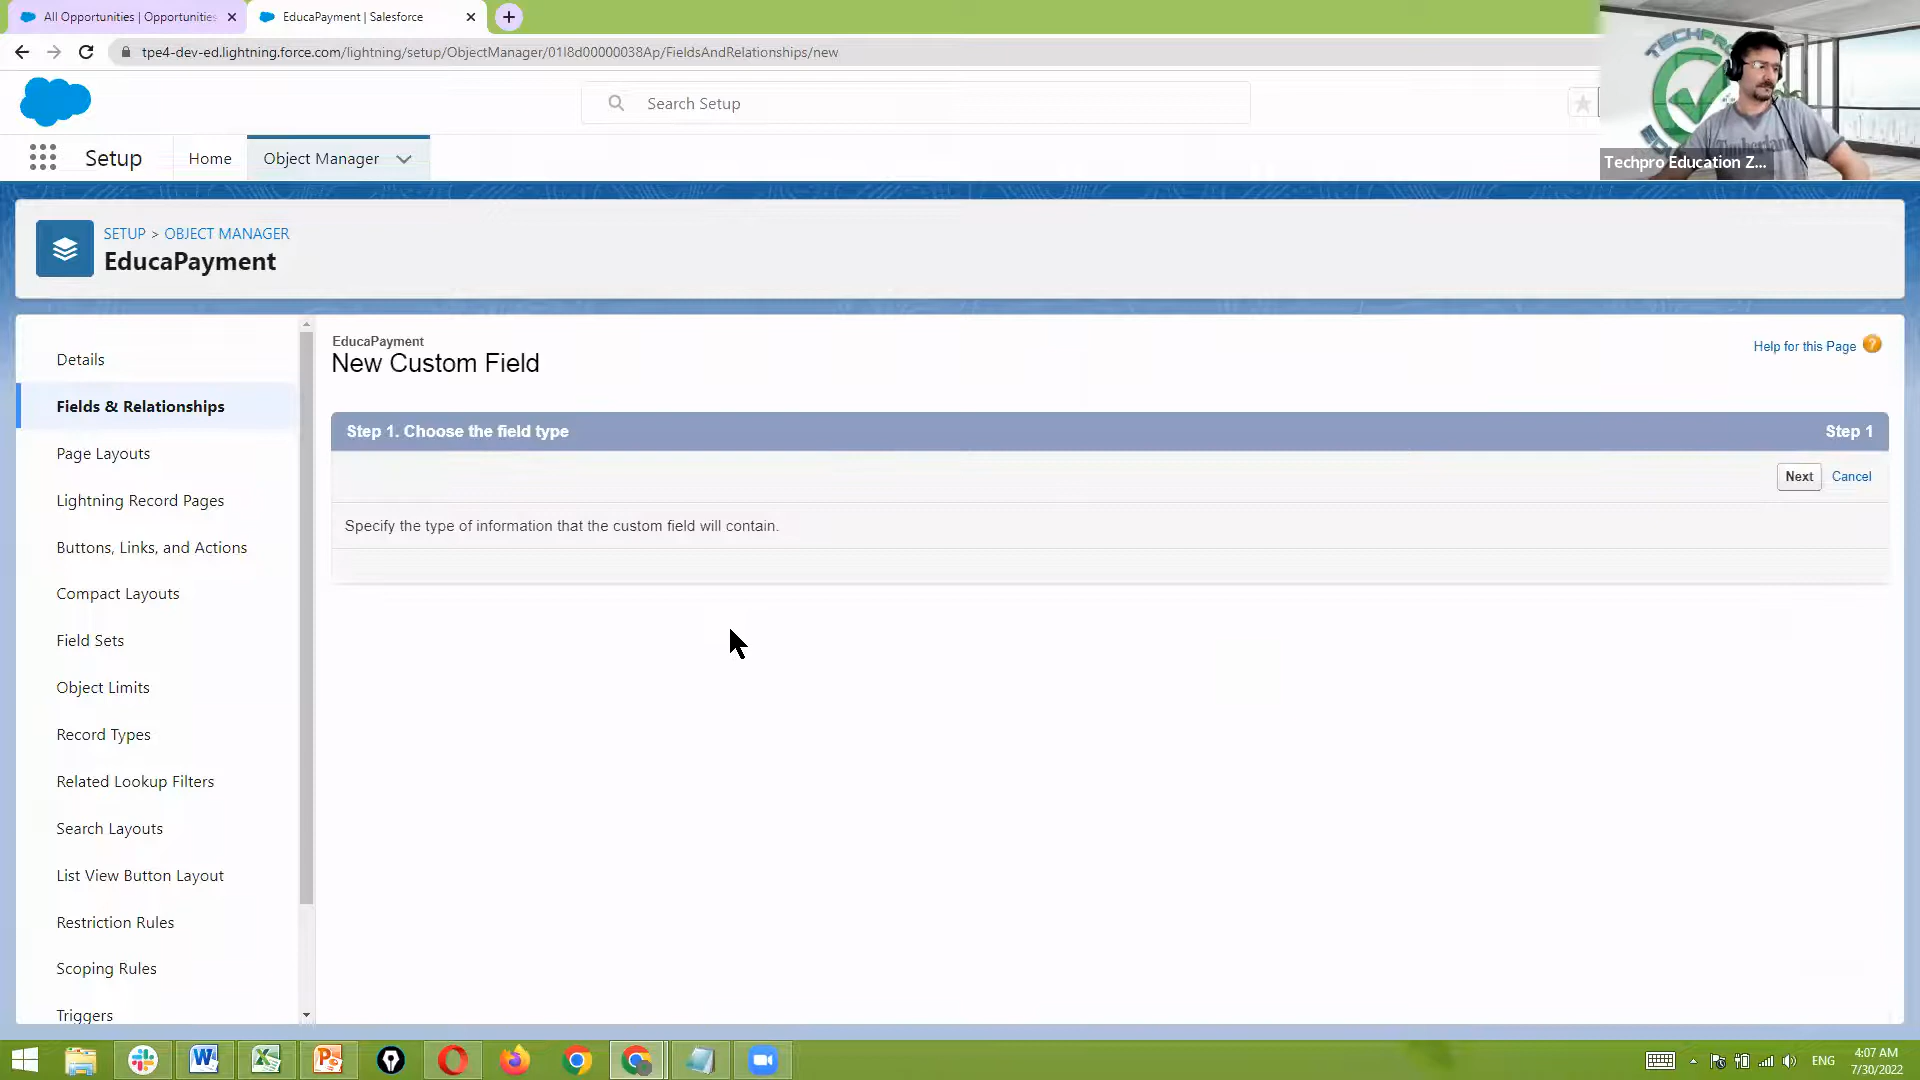 All Opportunities | Opportunities
EducaPayment | Salesforce
tpe4-dev-ed.lightning.force.com/lightning/setup/ObjectManager/01I8d00000038Ap/FieldsAndRelationships/new
Search Setup
Setup
Home
Object Manager
TECHPRO
Timberland
Techpro Education Z...
SETUP > OBJECT MANAGER
EducaPayment
Details
Fields & Relationships
Page Layouts
Lightning Record Pages
Buttons, Links, and Actions
Compact Layouts
Field Sets
Object Limits
Record Types
Related Lookup Filters
Search Layouts
List View Button Layout
Restriction Rules
Scoping Rules
Triggers
EducaPayment
New Custom Field
Help for this Page ?
Step 1. Choose the field type
Step 1
Next
Cancel
Specify the type of information that the custom field will contain.
ENG
4:07 AM
7/30/2022